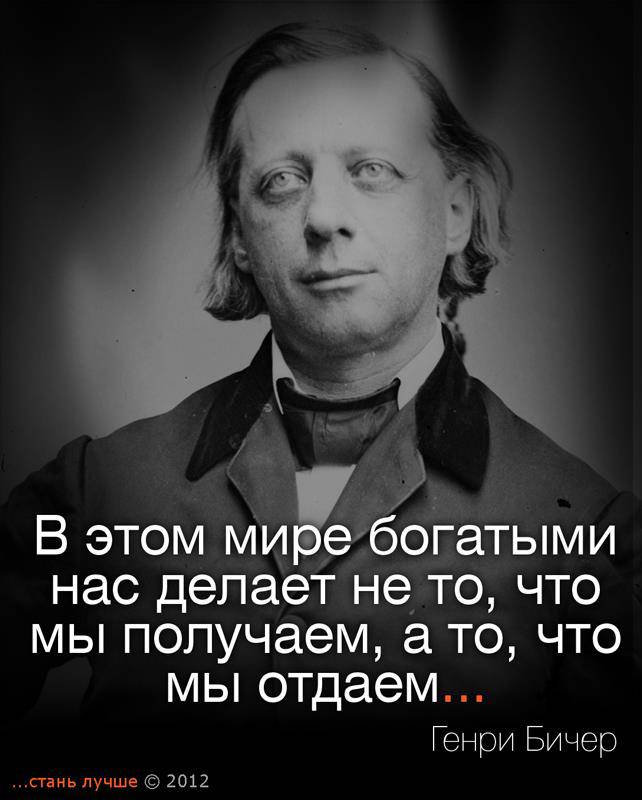 В этом мире богатыми
нас делает не то, что
мы получаем, а то, что
мы отдаем...
Генри Бичер
...стань лучше © 2012